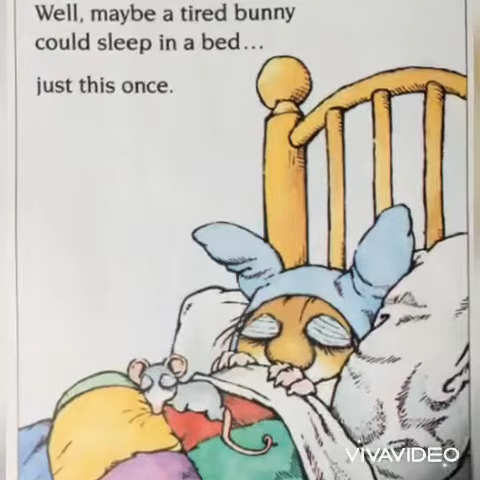 Well, maybe a tired bunny
could sleep in a bed...
just this once.
VIVAVIDEO